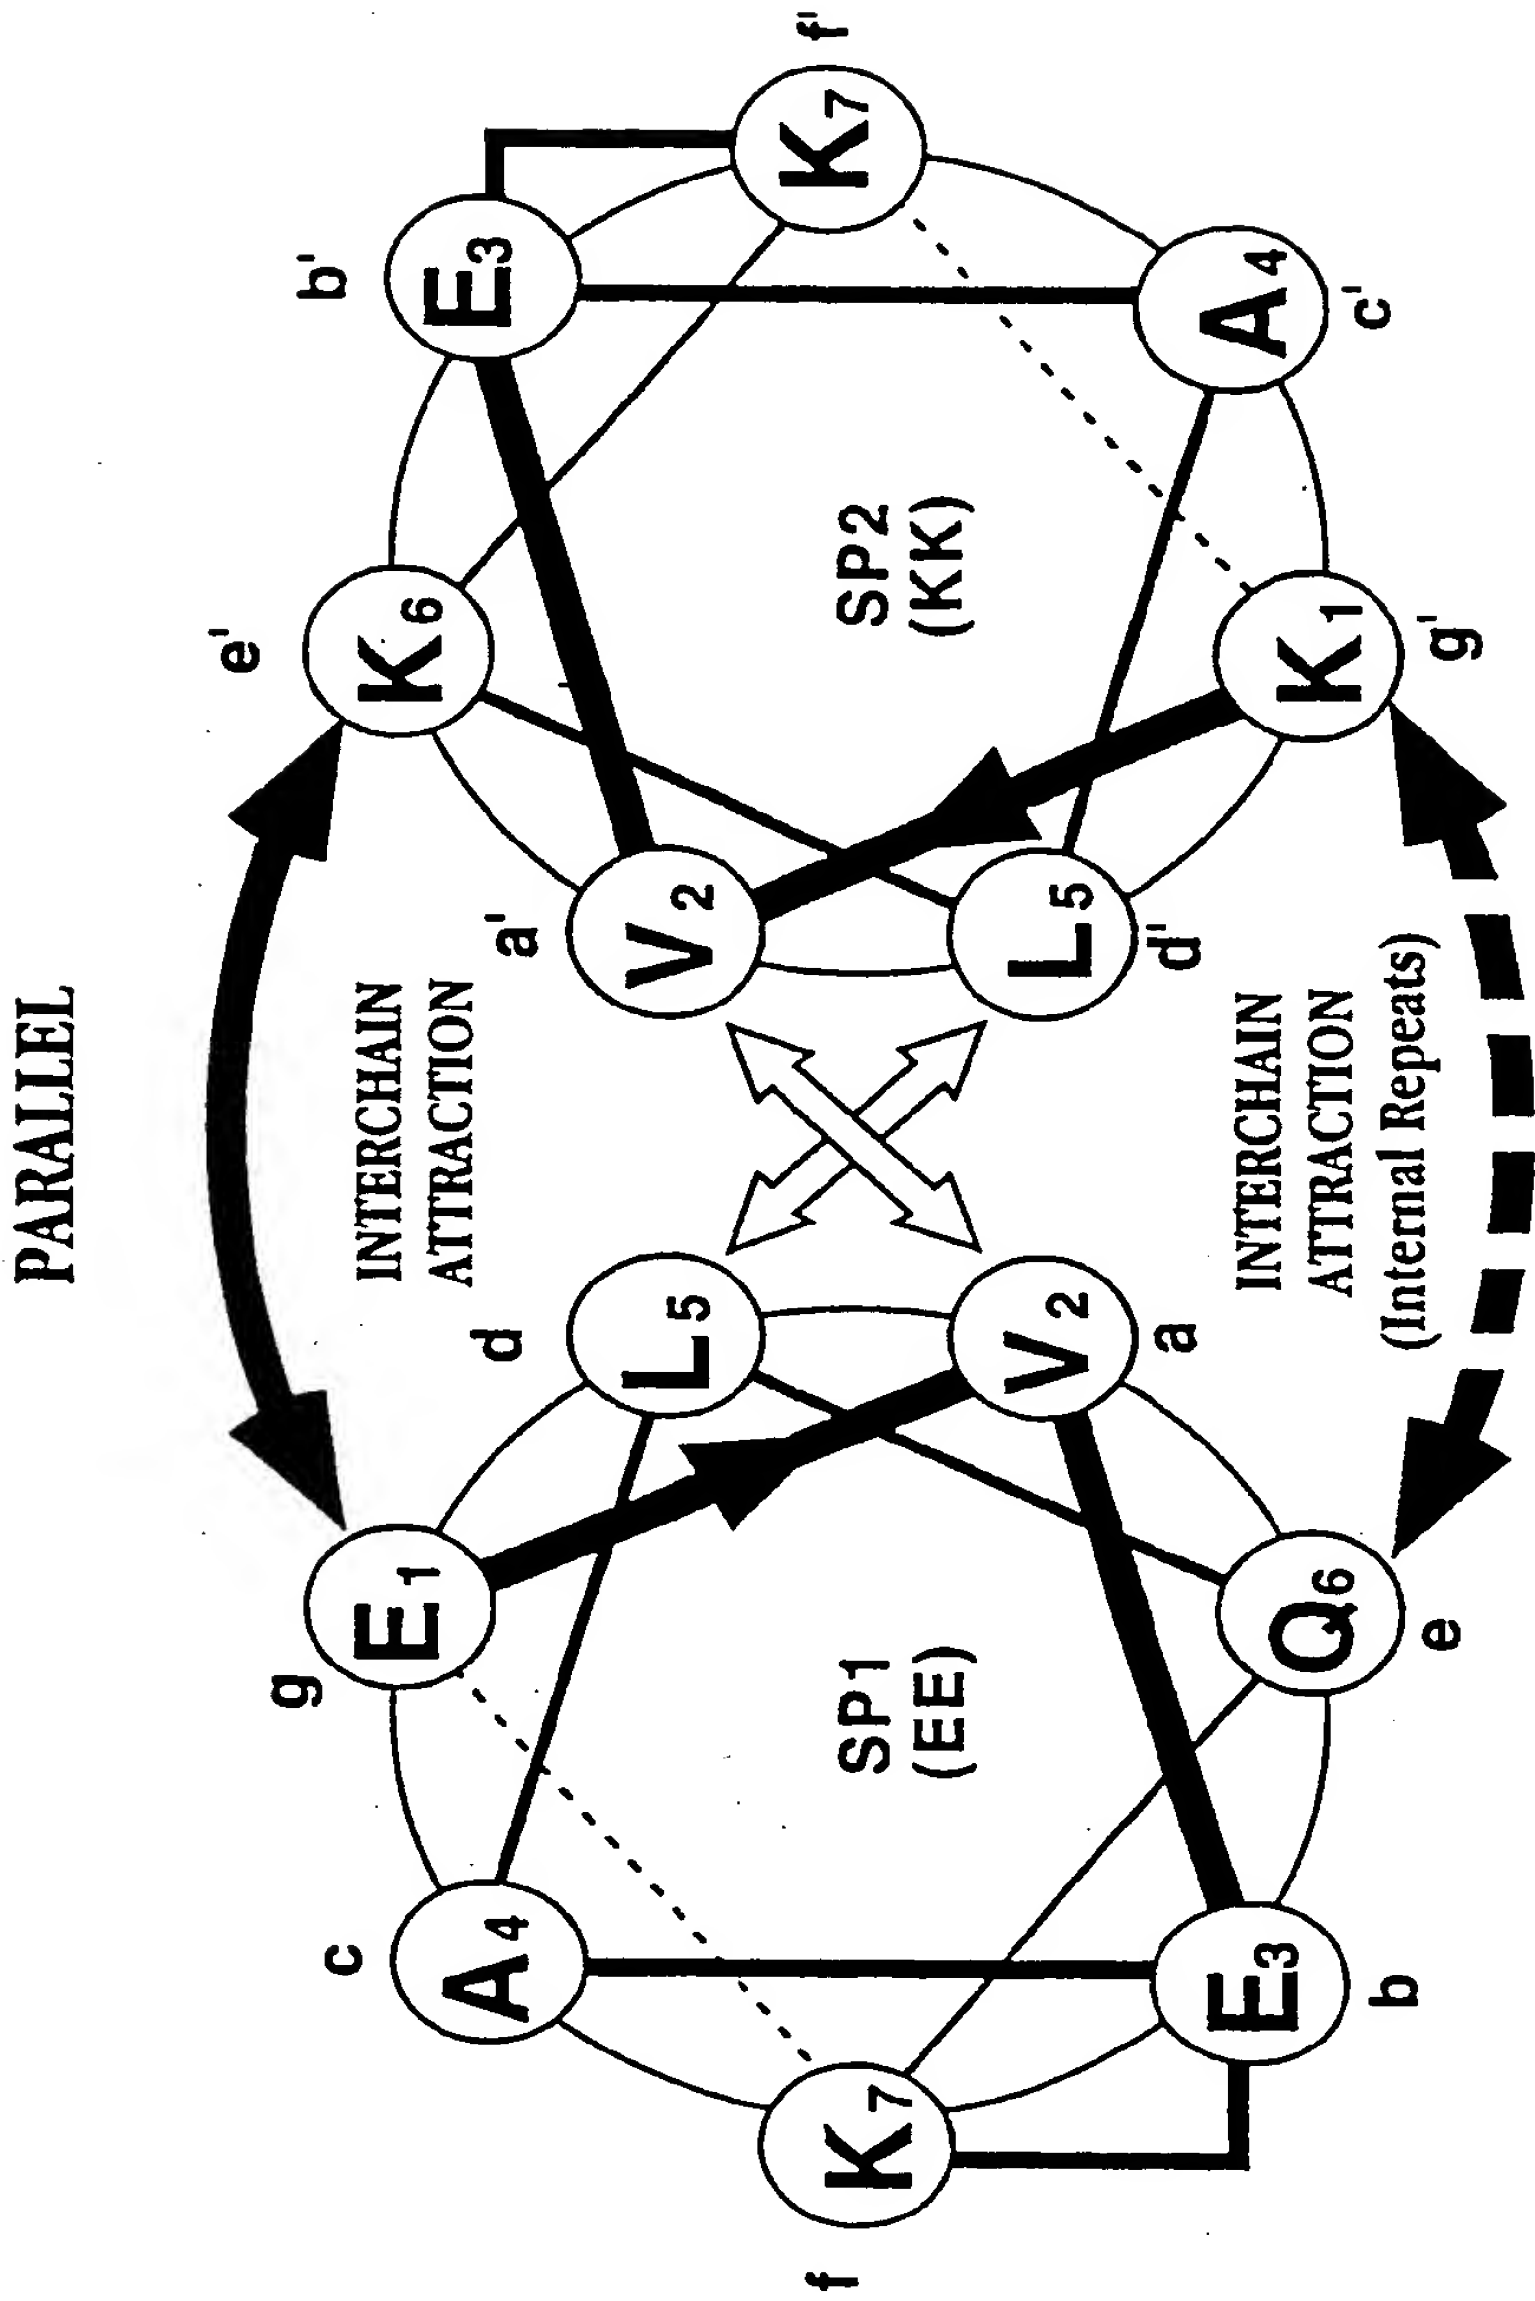 PARALLEL
INTERCHAIN
ATTRACTION
g
E1
d
L5
c
A4
f
K7
b
E3
e
Q6
a
V2
SP1
(EE)
e'
K6
a'
V2
b'
E3
f'
K7
c'
A4
g'
K1
d'
L5
SP2
(KK)
INTERCHAIN
ATTRACTION
(Internal Repeats)